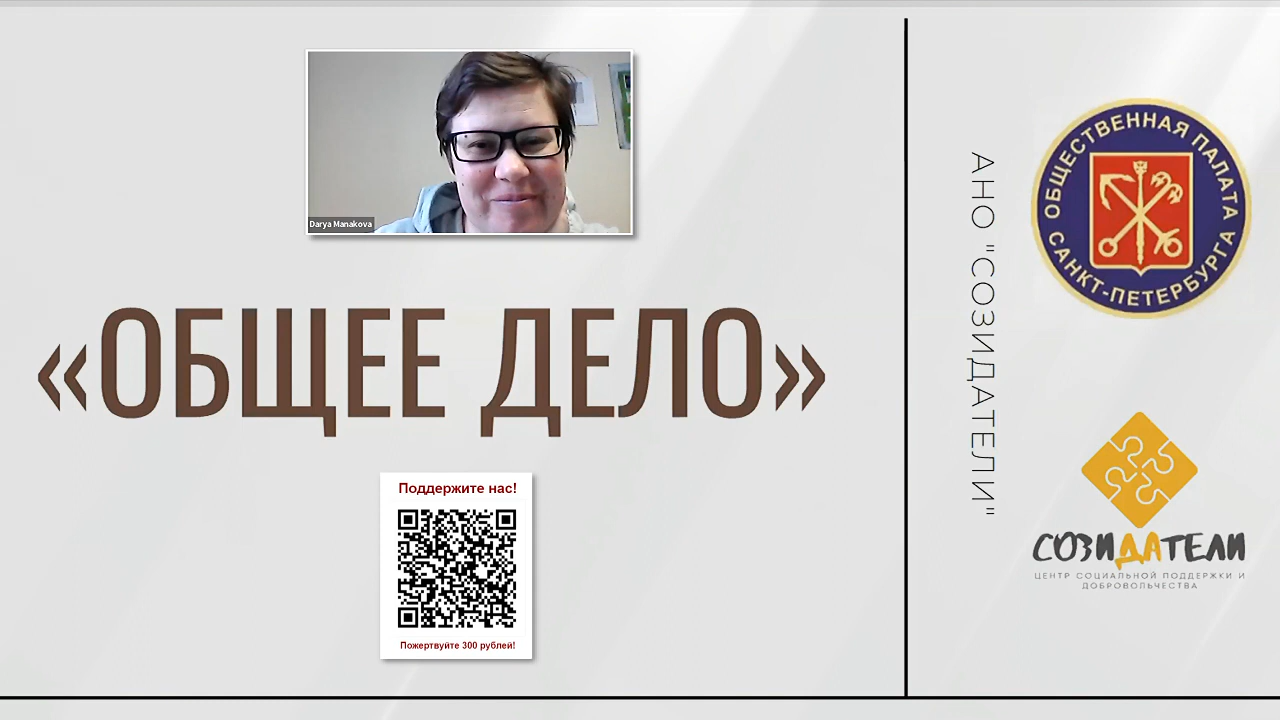 Darya Manakova
«ОБЩЕЕ ДЕЛО»
Поддержите нас!
Пожертвуйте 300 рублей!
АНО "СОЗИДАТЕЛИ"
ОБЩЕСТВЕННАЯ ПАЛАТА
САНКТ-ПЕТЕРБУРГА
СОЗИДАТЕЛИ
ЦЕНТР СОЦИАЛЬНОЙ ПОДДЕРЖКИ И
ДОБРОВОЛЬЧЕСТВА